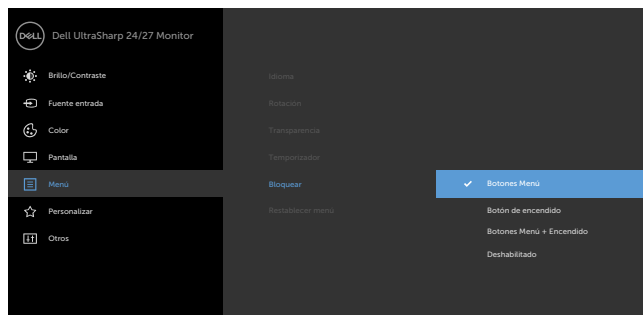 DELL
Dell UltraSharp 24/27 Monitor
Brillo/Contraste
Fuente entrada
Color
Pantalla
Menú
Personalizar
Otros
Idioma
Rotación
Transparencia
Temporizador
Bloquear
Restablecer menú
Botones Menú
Botón de encendido
Botones Menú + Encendido
Deshabilitado